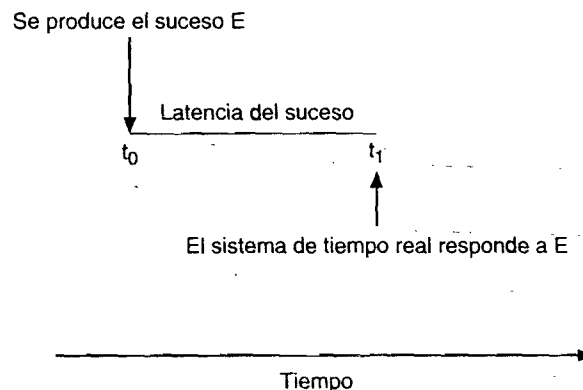 Se produce el suceso E
Latencia del suceso
t0
t1
El sistema de tiempo real responde a E
Tiempo